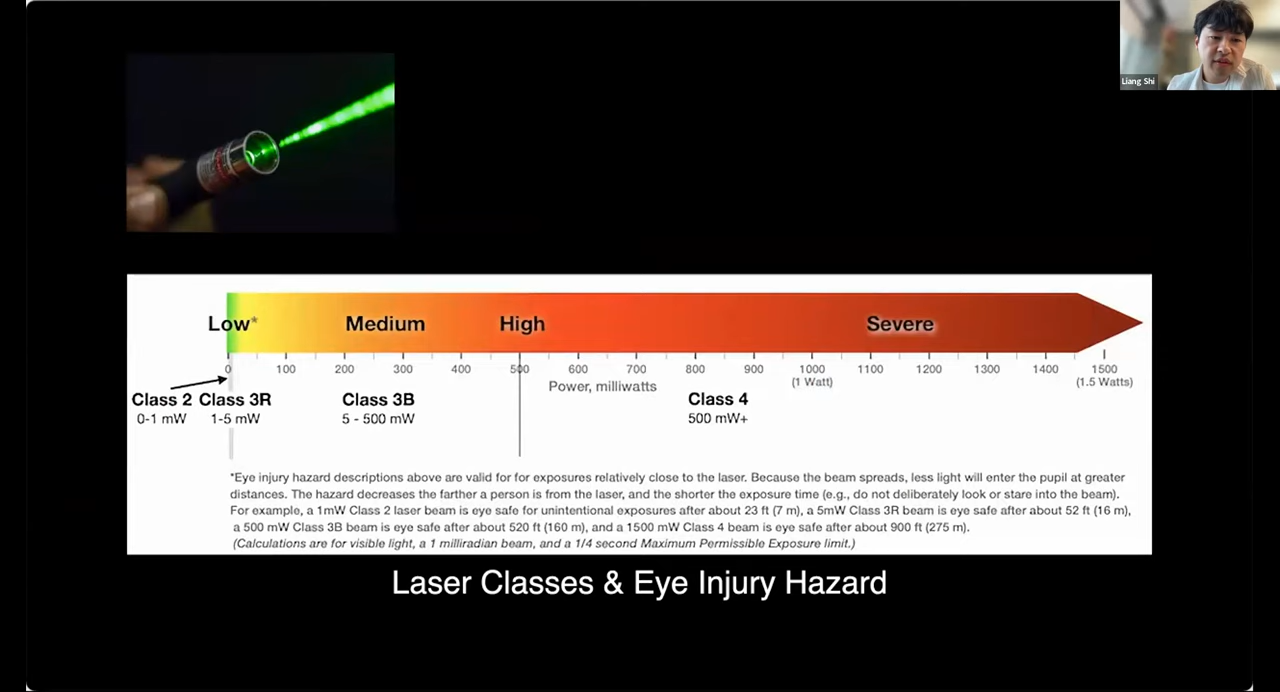 Liang Shi
Low* Medium High Severe
0 100 200 300 400 500 600 700 800 900 1000 1100 1200 1300 1400 1500
Power, milliwatts (1 Watt) (1.5 Watts)
Class 2 Class 3R Class 3B Class 4
0-1 mW 1-5 mW 5 - 500 mW 500 mW+
*Eye injury hazard descriptions above are valid for for exposures relatively close to the laser. Because the beam spreads, less light will enter the pupil at greater
distances. The hazard decreases the farther a person is from the laser, and the shorter the exposure time (e.g., do not deliberately look or stare into the beam).
For example, a 1mW Class 2 laser beam is eye safe for unintentional exposures after about 23 ft (7 m), a 5mW Class 3R beam is eye safe after about 52 ft (16 m),
a 500 mW Class 3B beam is eye safe after about 520 ft (160 m), and a 1500 mW Class 4 beam is eye safe after about 900 ft (275 m).
(Calculations are for visible light, a 1 milliradian beam, and a 1/4 second Maximum Permissible Exposure limit.)
Laser Classes & Eye Injury Hazard